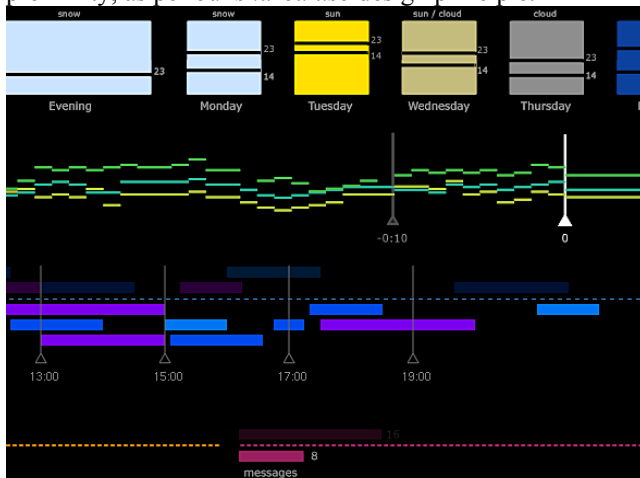 snow snow sun sun / cloud cloud
23 23 23 23
23
14 14 14 14
Evening Monday Tuesday Wednesday Thursday
-0:10 0
13:00 15:00 17:00 19:00
16
8
messages